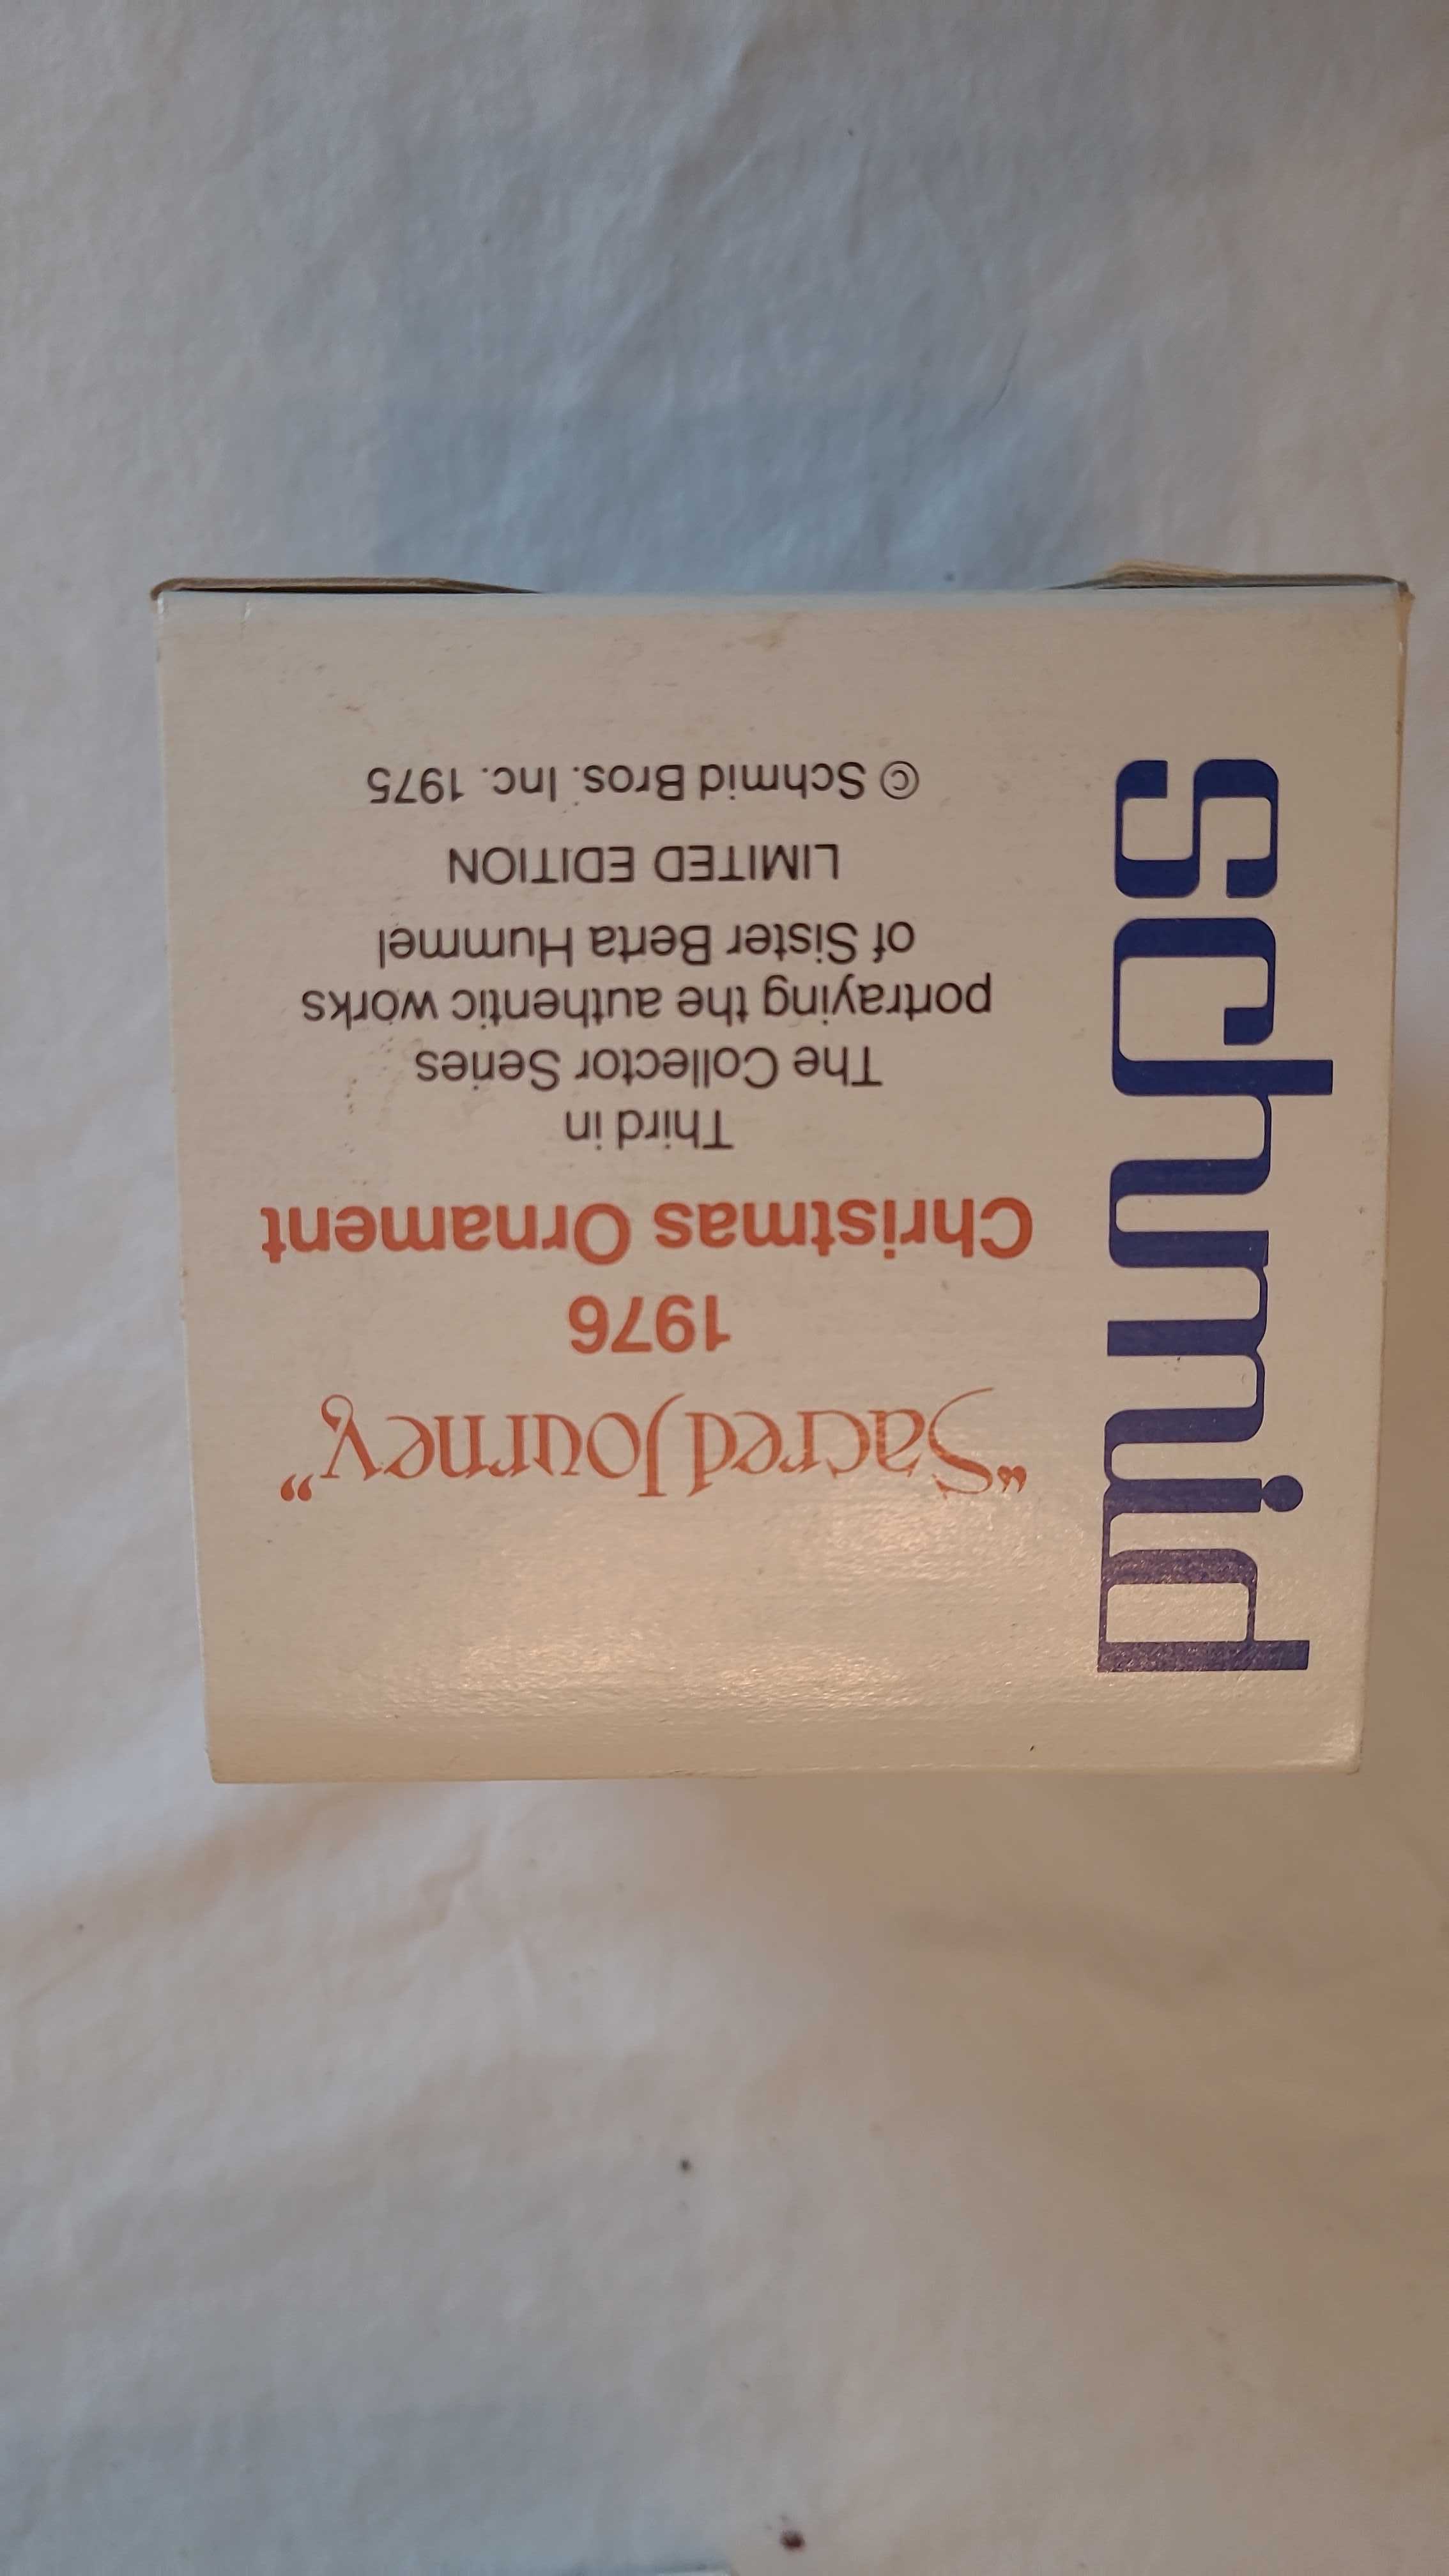 schmid
“Sacred Journey”
1976
Christmas Ornament
Third in
The Collector Series
portraying the authentic works
of Sister Berta Hummel
LIMITED EDITION
© Schmid Bros. Inc. 1975